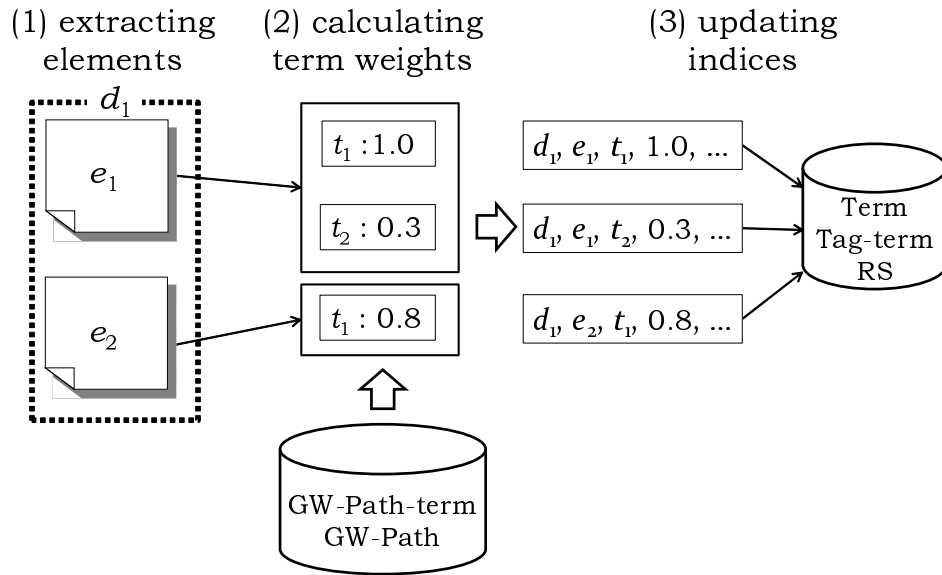 (1) extracting
elements
(2) calculating
term weights
(3) updating
indices
d₁
e₁
e₂
t₁ : 1.0
t₂ : 0.3
t₁ : 0.8
d₁, e₁, t₁, 1.0, ...
d₁, e₁, t₂, 0.3, ...
d₁, e₂, t₁, 0.8, ...
Term
Tag-term
RS
GW-Path-term
GW-Path